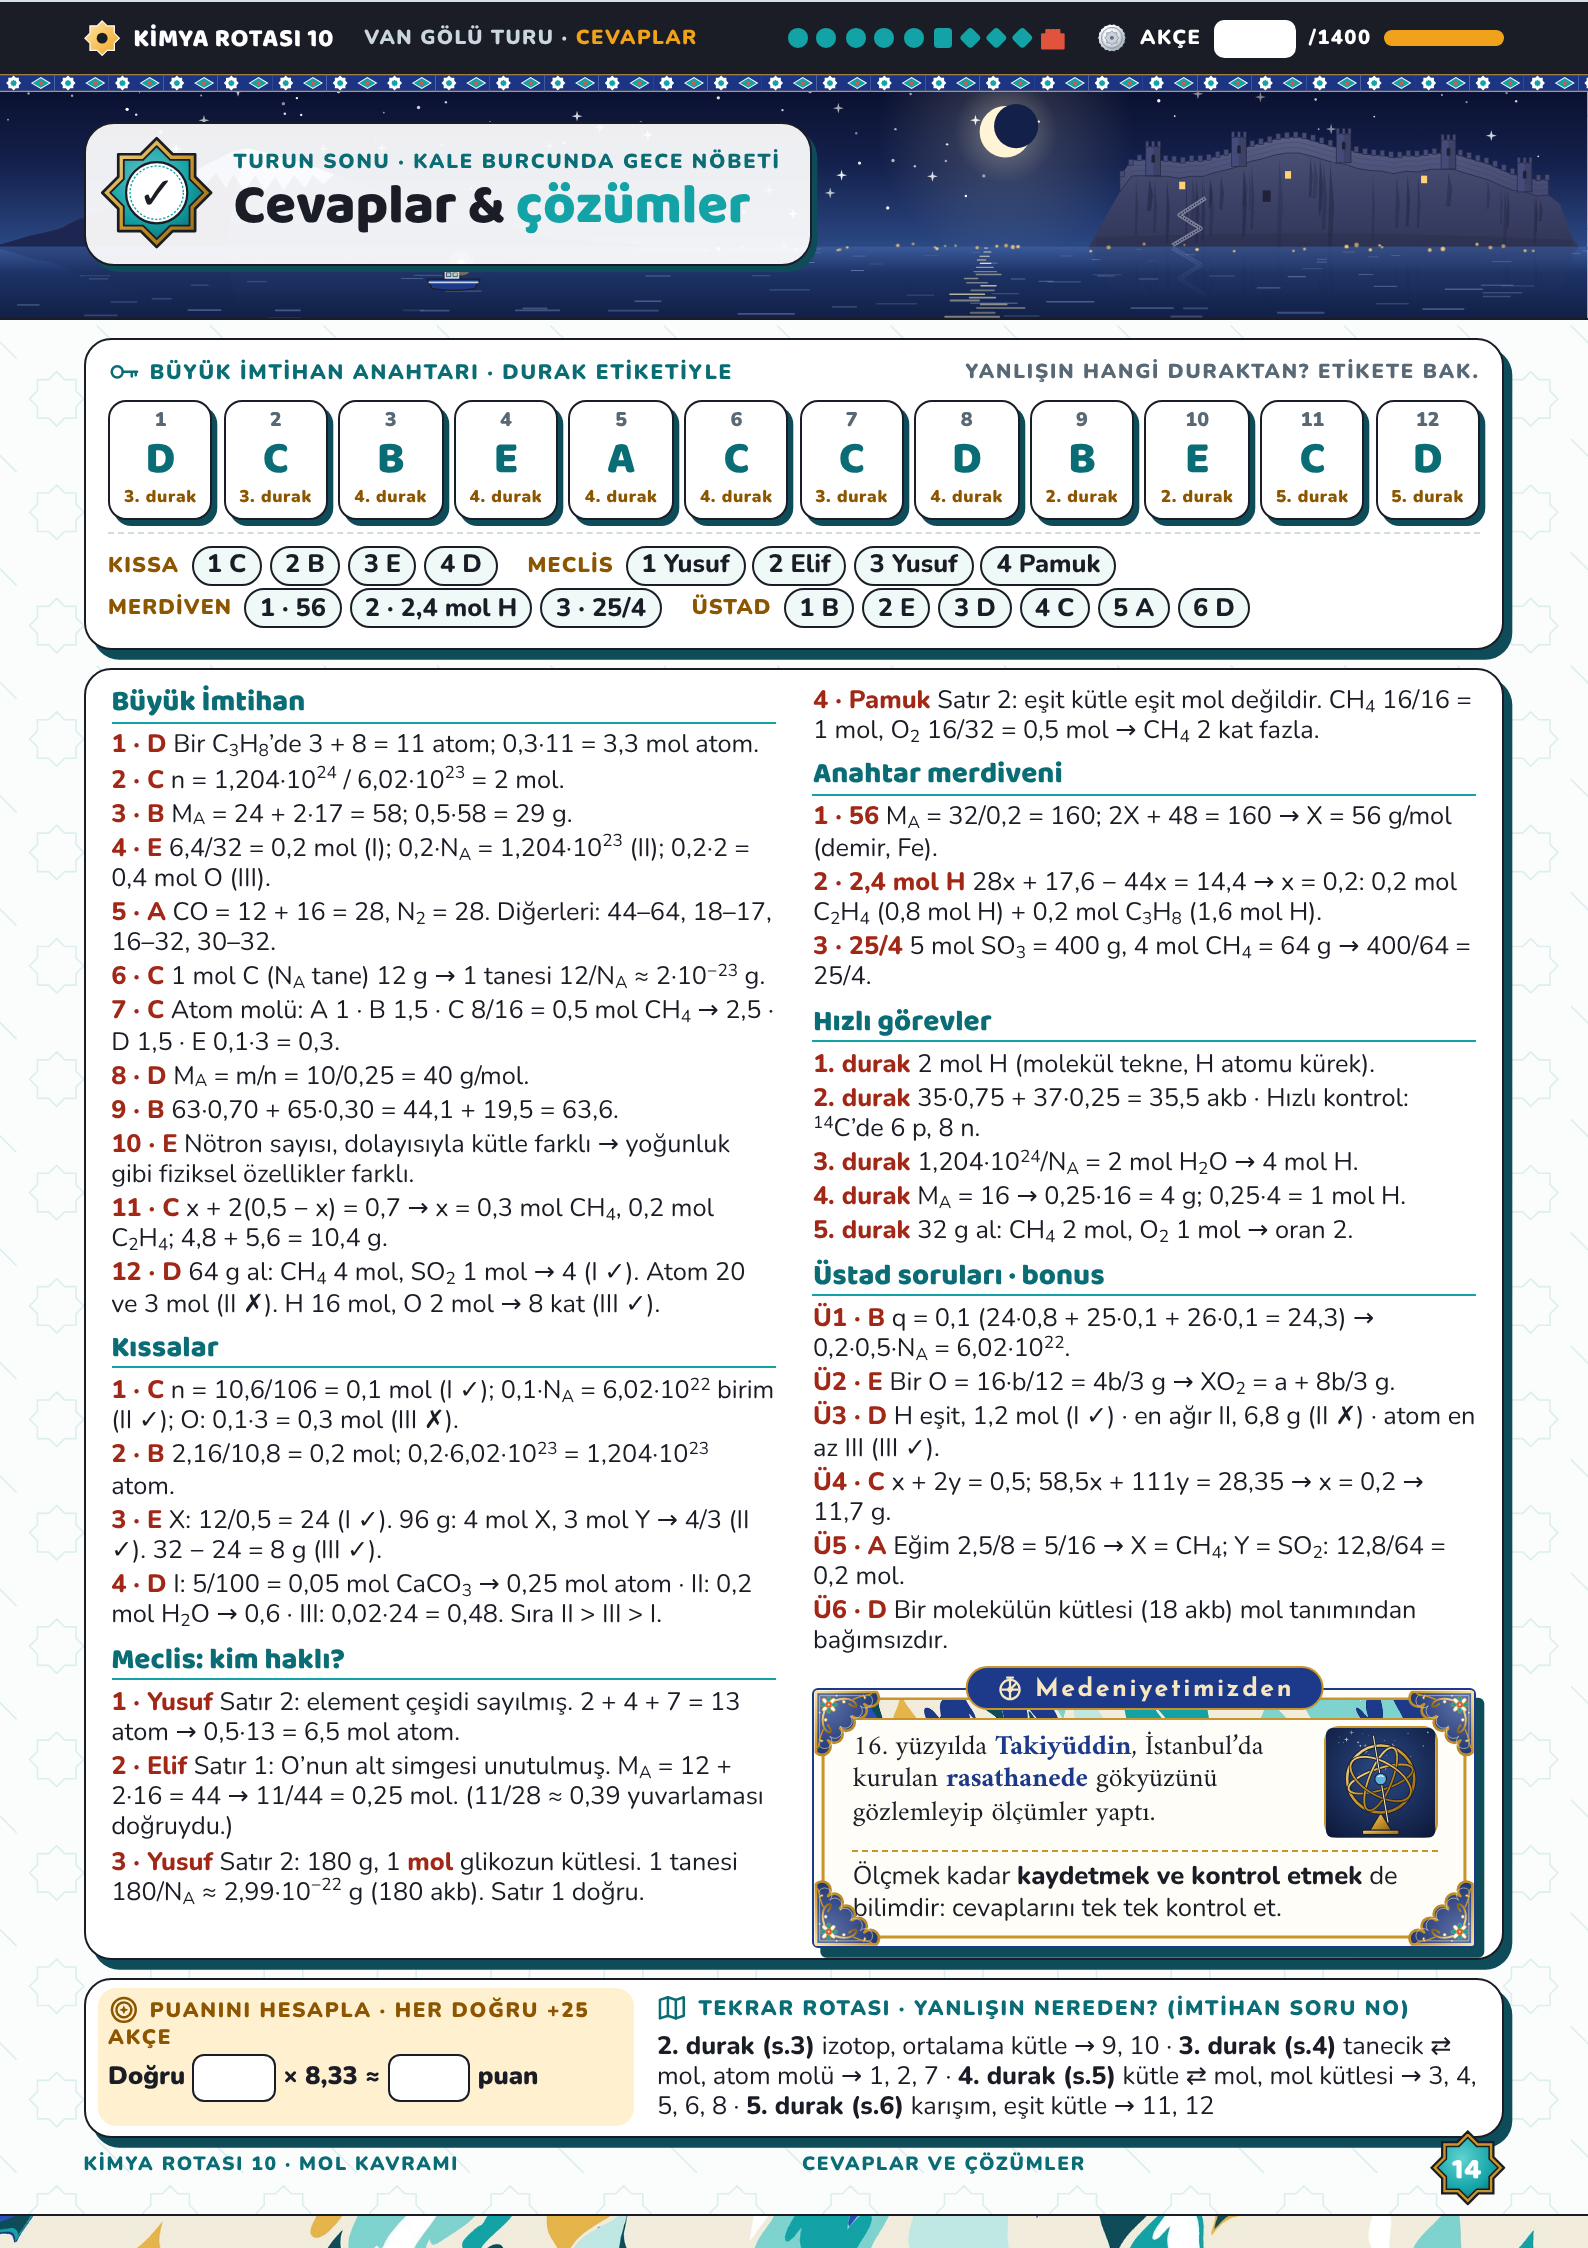 KİMYA ROTASI 10 VAN GÖLÜ TURU · CEVAPLAR AKÇE /1400
TURUN SONU · KALE BURCUNDA GECE NÖBETİ
✓ Cevaplar & çözümler
BÜYÜK İMTİHAN ANAHTARI · DURAK ETİKETİYLE YANLIŞIN HANGİ DURAKTAN? ETİKETE BAK.
1 2 3 4 5 6 7 8 9 10 11 12
D C B E A C C D B E C D
3. durak 3. durak 4. durak 4. durak 4. durak 4. durak 3. durak 4. durak 2. durak 2. durak 5. durak 5. durak
KISSA 1 C 2 B 3 E 4 D MECLİS 1 Yusuf 2 Elif 3 Yusuf 4 Pamuk
MERDİVEN 1 · 56 2 · 2,4 mol H 3 · 25/4 ÜSTAD 1 B 2 E 3 D 4 C 5 A 6 D
Büyük İmtihan
1 · D Bir C₃H₈’de 3 + 8 = 11 atom; 0,3·11 = 3,3 mol atom.
2 · C n = 1,204·10²⁴ / 6,02·10²³ = 2 mol.
3 · B M_A = 24 + 2·17 = 58; 0,5·58 = 29 g.
4 · E 6,4/32 = 0,2 mol (I); 0,2·N_A = 1,204·10²³ (II); 0,2·2 =
0,4 mol O (III).
5 · A CO = 12 + 16 = 28, N₂ = 28. Diğerleri: 44–64, 18–17,
16–32, 30–32.
6 · C 1 mol C (N_A tane) 12 g → 1 tanesi 12/N_A ≈ 2·10⁻²³ g.
7 · C Atom molü: A 1 · B 1,5 · C 8/16 = 0,5 mol CH₄ → 2,5 ·
D 1,5 · E 0,1·3 = 0,3.
8 · D M_A = m/n = 10/0,25 = 40 g/mol.
9 · B 63·0,70 + 65·0,30 = 44,1 + 19,5 = 63,6.
10 · E Nötron sayısı, dolayısıyla kütle farklı → yoğunluk
gibi fiziksel özellikler farklı.
11 · C x + 2(0,5 − x) = 0,7 → x = 0,3 mol CH₄, 0,2 mol
C₂H₄; 4,8 + 5,6 = 10,4 g.
12 · D 64 g al: CH₄ 4 mol, SO₂ 1 mol → 4 (I ✓). Atom 20
ve 3 mol (II ✗). H 16 mol, O 2 mol → 8 kat (III ✓).
Kıssalar
1 · C n = 10,6/106 = 0,1 mol (I ✓); 0,1·N_A = 6,02·10²² birim
(II ✓); O: 0,1·3 = 0,3 mol (III ✗).
2 · B 2,16/10,8 = 0,2 mol; 0,2·6,02·10²³ = 1,204·10²³
atom.
3 · E X: 12/0,5 = 24 (I ✓). 96 g: 4 mol X, 3 mol Y → 4/3 (II
✓). 32 − 24 = 8 g (III ✓).
4 · D I: 5/100 = 0,05 mol CaCO₃ → 0,25 mol atom · II: 0,2
mol H₂O → 0,6 · III: 0,02·24 = 0,48. Sıra II > III > I.
Meclis: kim haklı?
1 · Yusuf Satır 2: element çeşidi sayılmış. 2 + 4 + 7 = 13
atom → 0,5·13 = 6,5 mol atom.
2 · Elif Satır 1: O’nun alt simgesi unutulmuş. M_A = 12 +
2·16 = 44 → 11/44 = 0,25 mol. (11/28 ≈ 0,39 yuvarlaması
doğruydu.)
3 · Yusuf Satır 2: 180 g, 1 mol glikozun kütlesi. 1 tanesi
180/N_A ≈ 2,99·10⁻²² g (180 akb). Satır 1 doğru.
4 · Pamuk Satır 2: eşit kütle eşit mol değildir. CH₄ 16/16 =
1 mol, O₂ 16/32 = 0,5 mol → CH₄ 2 kat fazla.
Anahtar merdiveni
1 · 56 M_A = 32/0,2 = 160; 2X + 48 = 160 → X = 56 g/mol
(demir, Fe).
2 · 2,4 mol H 28x + 17,6 − 44x = 14,4 → x = 0,2: 0,2 mol
C₂H₄ (0,8 mol H) + 0,2 mol C₃H₈ (1,6 mol H).
3 · 25/4 5 mol SO₃ = 400 g, 4 mol CH₄ = 64 g → 400/64 =
25/4.
Hızlı görevler
1. durak 2 mol H (molekül tekne, H atomu kürek).
2. durak 35·0,75 + 37·0,25 = 35,5 akb · Hızlı kontrol:
¹⁴C’de 6 p, 8 n.
3. durak 1,204·10²⁴/N_A = 2 mol H₂O → 4 mol H.
4. durak M_A = 16 → 0,25·16 = 4 g; 0,25·4 = 1 mol H.
5. durak 32 g al: CH₄ 2 mol, O₂ 1 mol → oran 2.
Üstad soruları · bonus
Ü1 · B q = 0,1 (24·0,8 + 25·0,1 + 26·0,1 = 24,3) →
0,2·0,5·N_A = 6,02·10²².
Ü2 · E Bir O = 16·b/12 = 4b/3 g → XO₂ = a + 8b/3 g.
Ü3 · D H eşit, 1,2 mol (I ✓) · en ağır II, 6,8 g (II ✗) · atom en
az III (III ✓).
Ü4 · C x + 2y = 0,5; 58,5x + 111y = 28,35 → x = 0,2 →
11,7 g.
Ü5 · A Eğim 2,5/8 = 5/16 → X = CH₄; Y = SO₂: 12,8/64 =
0,2 mol.
Ü6 · D Bir molekülün kütlesi (18 akb) mol tanımından
bağımsızdır.
Medeniyetimizden
16. yüzyılda Takiyüddin, İstanbul’da
kurulan rasathanede gökyüzünü
gözlemleyip ölçümler yaptı.
Ölçmek kadar kaydetmek ve kontrol etmek de
bilimdir: cevaplarını tek tek kontrol et.
PUANINI HESAPLA · HER DOĞRU +25
AKÇE
Doğru × 8,33 ≈ puan
TEKRAR ROTASI · YANLIŞIN NEREDEN? (İMTİHAN SORU NO)
2. durak (s.3) izotop, ortalama kütle → 9, 10 · 3. durak (s.4) tanecik ⇄
mol, atom molü → 1, 2, 7 · 4. durak (s.5) kütle ⇄ mol, mol kütlesi → 3, 4,
5, 6, 8 · 5. durak (s.6) karışım, eşit kütle → 11, 12
KİMYA ROTASI 10 · MOL KAVRAMI CEVAPLAR VE ÇÖZÜMLER 14